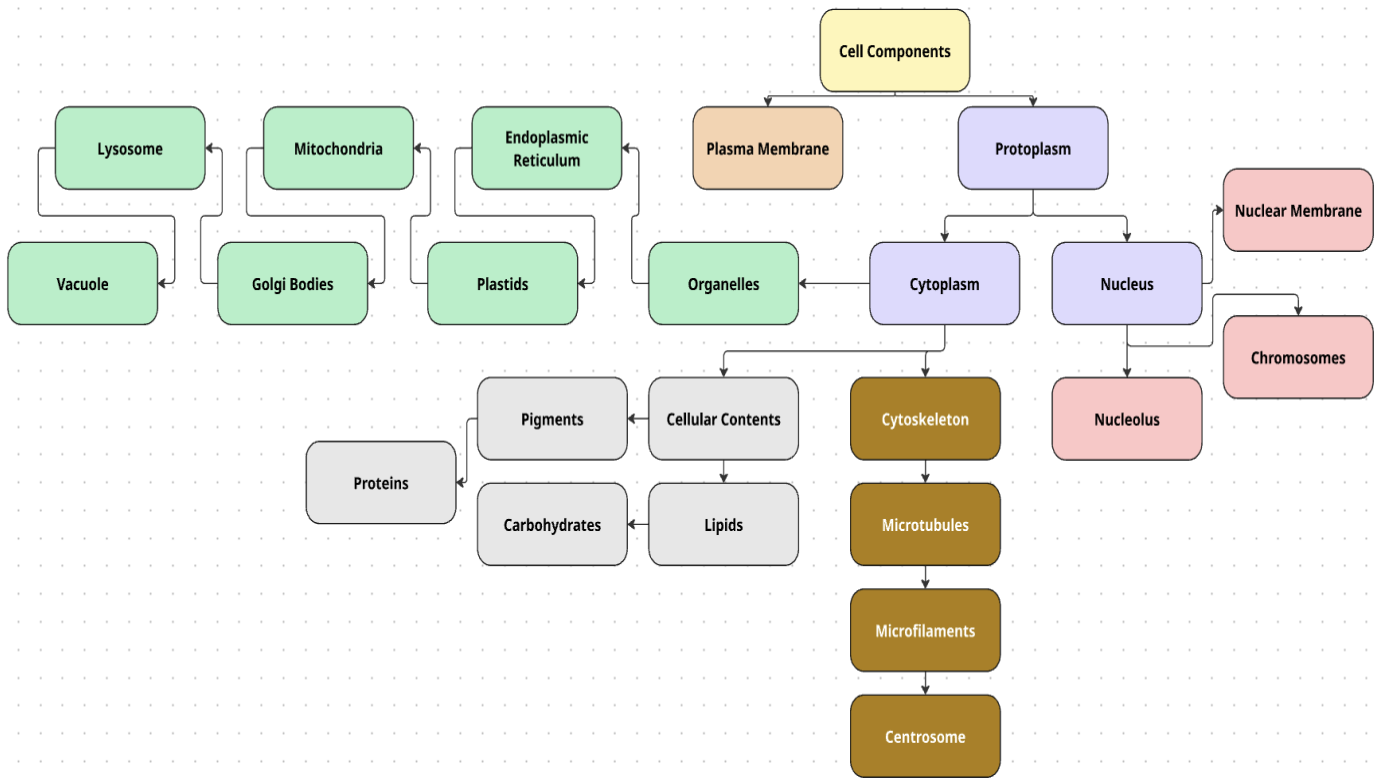 Cell Components
Lysosome
Mitochondria
Endoplasmic
Reticulum
Plasma Membrane
Protoplasm
Nuclear Membrane
Vacuole
Golgi Bodies
Plastids
Organelles
Cytoplasm
Nucleus
Chromosomes
Pigments
Cellular Contents
Cytoskeleton
Nucleolus
Proteins
Carbohydrates
Lipids
Microtubules
Microfilaments
Centrosome